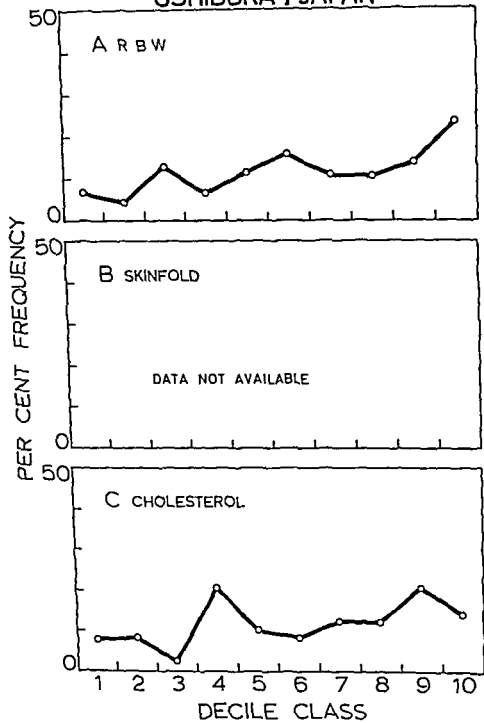 USHIBUKA, JAPAN
50
A R B W
0
50
B SKINFOLD
DATA NOT AVAILABLE
0
50
C CHOLESTEROL
0
1 2 3 4 5 6 7 8 9 10
DECILE CLASS
PER CENT FREQUENCY